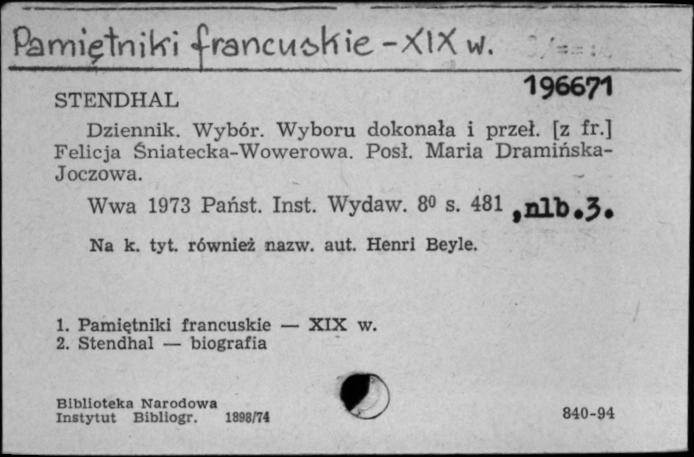 Pamiętniki francuskie - XIX w.
196671
STENDHAL
Dziennik. Wybór. Wyboru dokonała i przeł. [z fr.]
Felicja Śniatecka-Wowerowa. Posł. Maria Dramińska-
Joczowa.
Wwa 1973 Państ. Inst. Wydaw. 8⁰ s. 481 , nlb. 3.
Na k. tyt. również nazw. aut. Henri Beyle.
1. Pamiętniki francuskie — XIX w.
2. Stendhal — biografia
Biblioteka Narodowa
Instytut Bibliogr. 1898/74
840-94